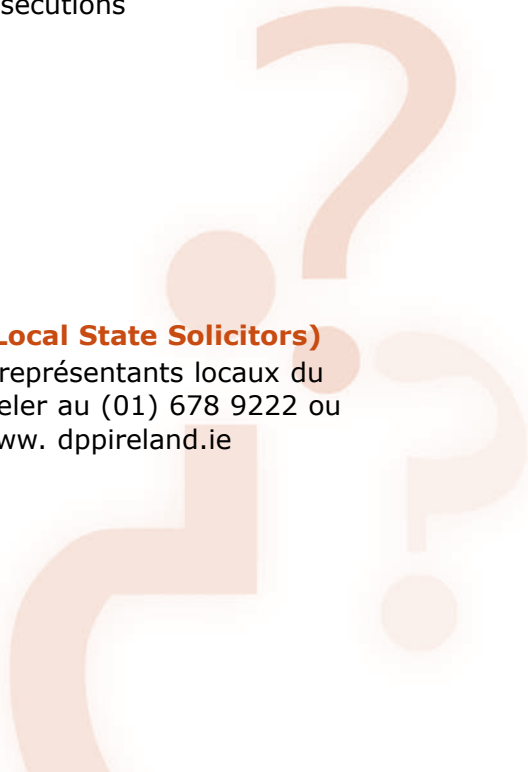 secutions
Local State Solicitors)
représentants locaux du
eler au (01) 678 9222 ou
ww. dppireland.ie